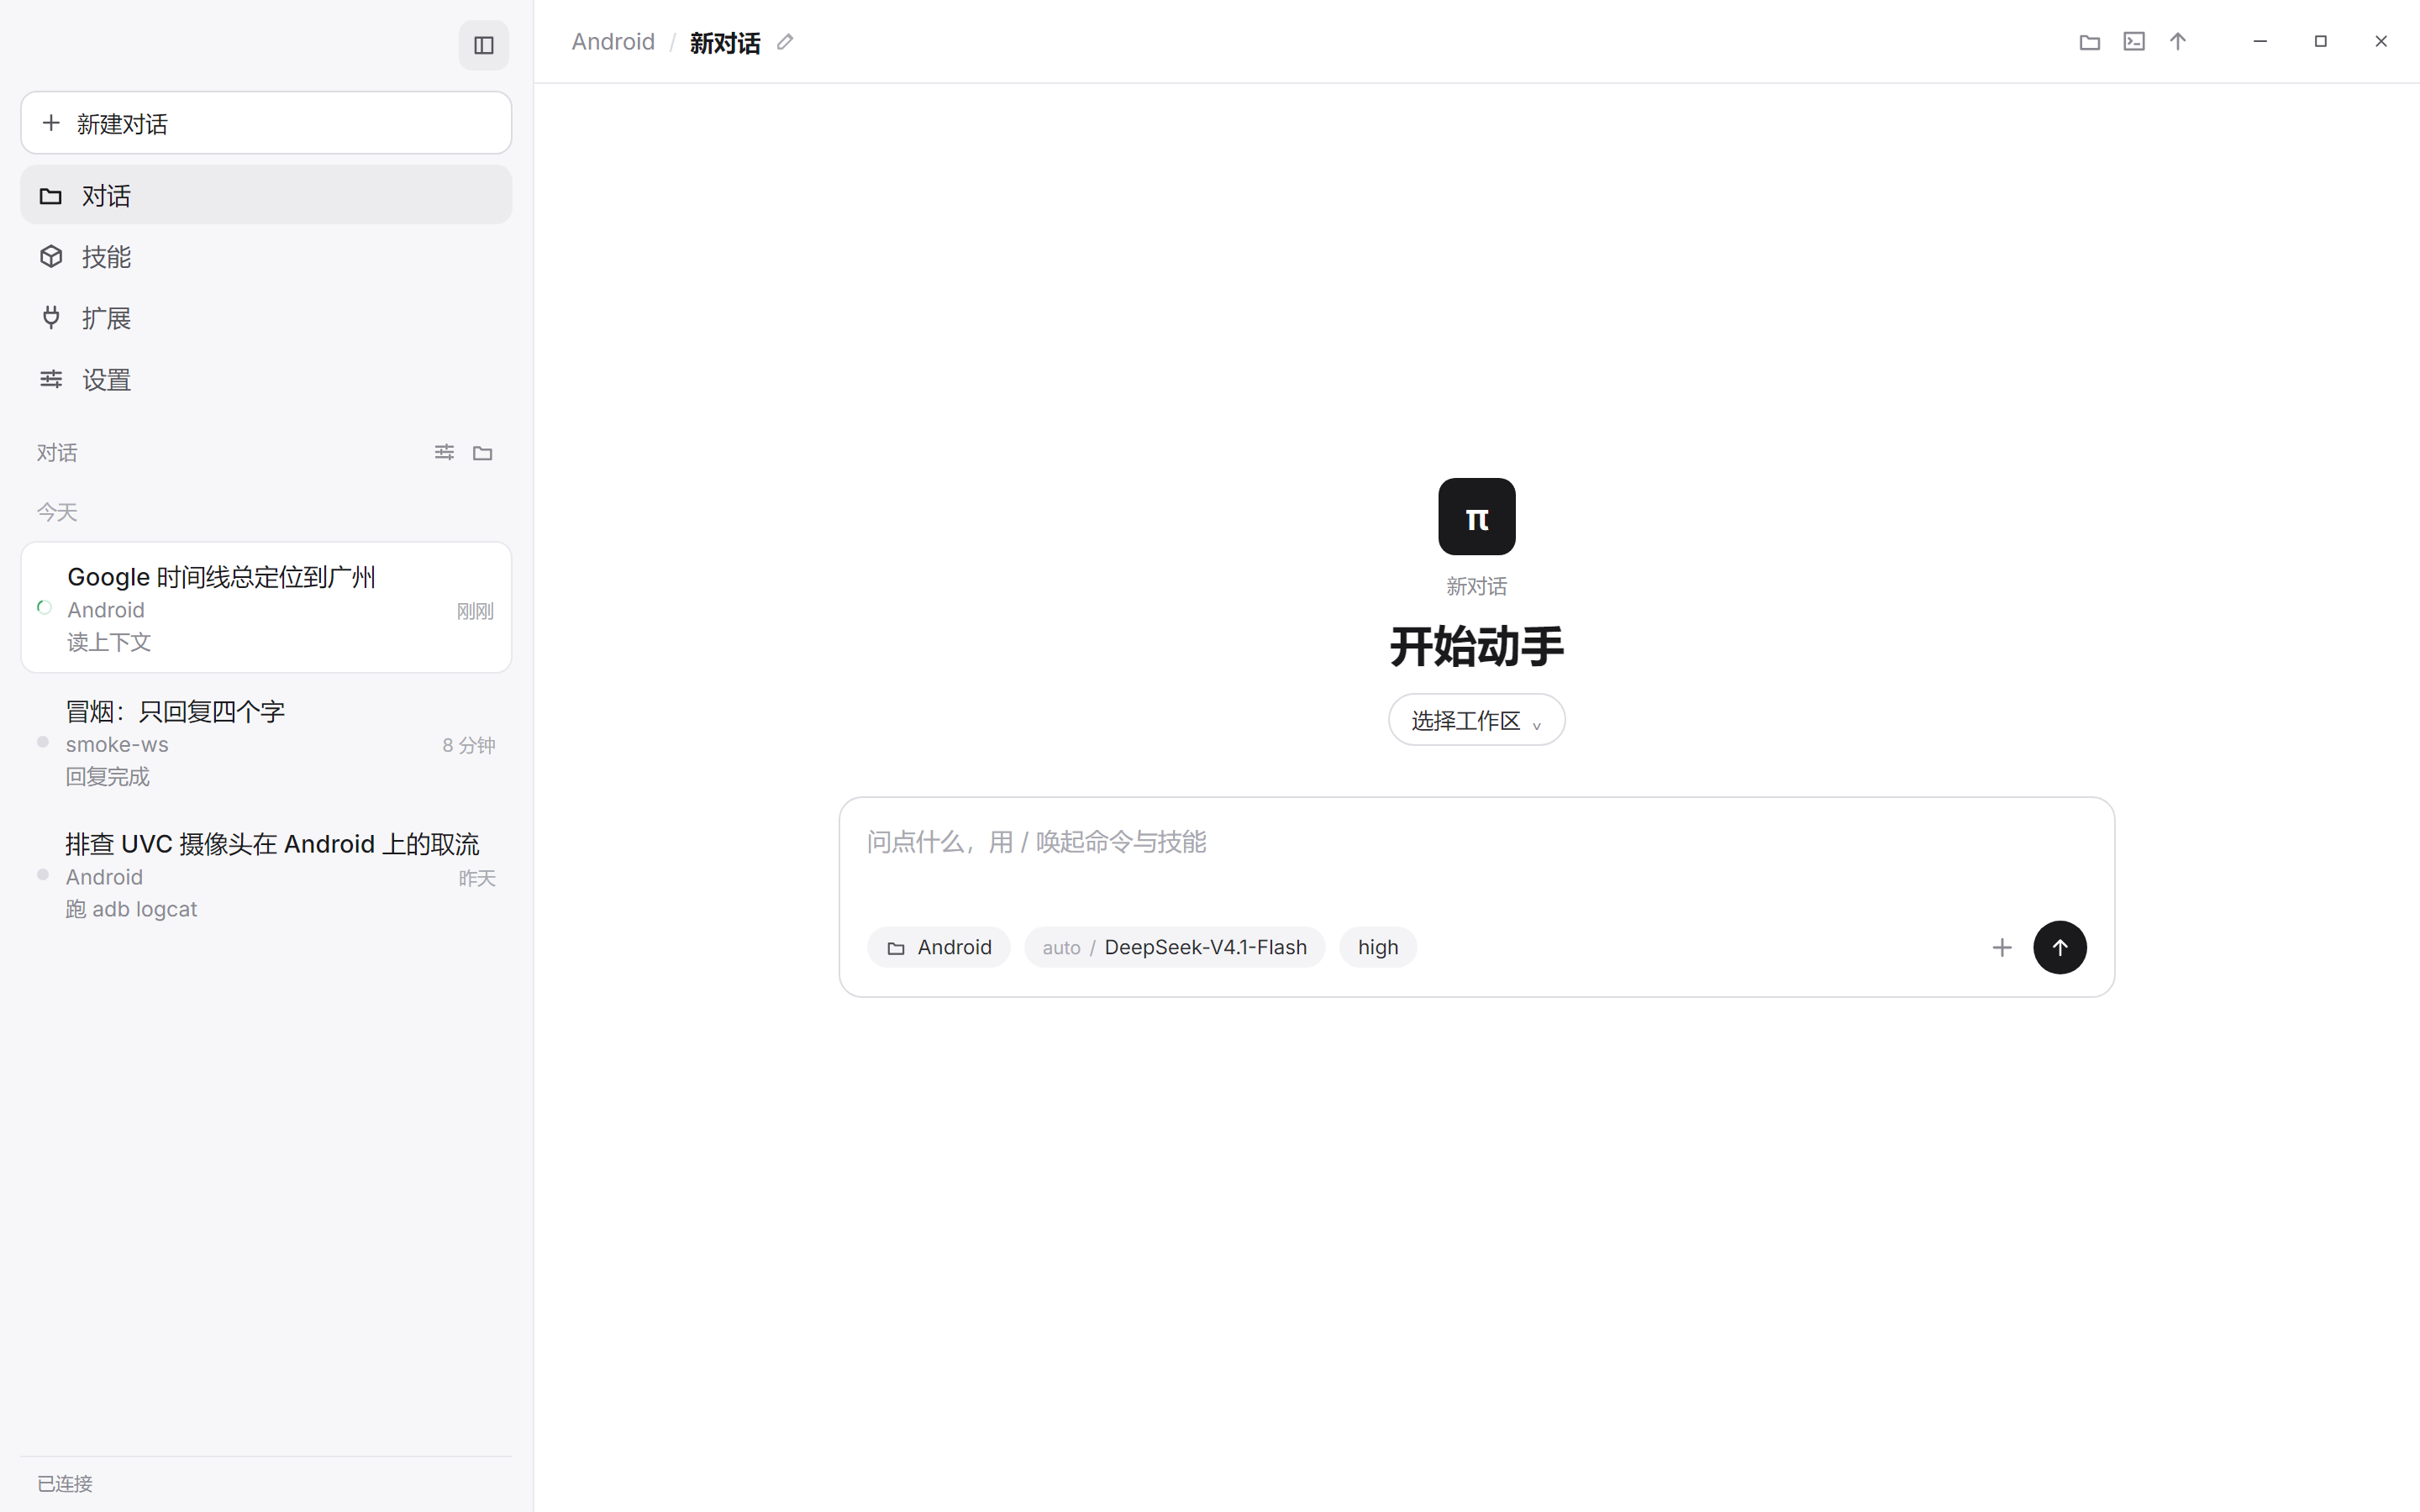 新建对话
对话
技能
扩展
设置
对话
今天
Google 时间线总定位到广州
Android 刚刚
读上下文
冒烟：只回复四个字
smoke-ws 8 分钟
回复完成
排查 UVC 摄像头在 Android 上的取流
Android 昨天
跑 adb logcat
已连接
Android / 新对话
π
新对话
开始动手
选择工作区
问点什么，用 / 唤起命令与技能
Android auto / DeepSeek-V4.1-Flash high